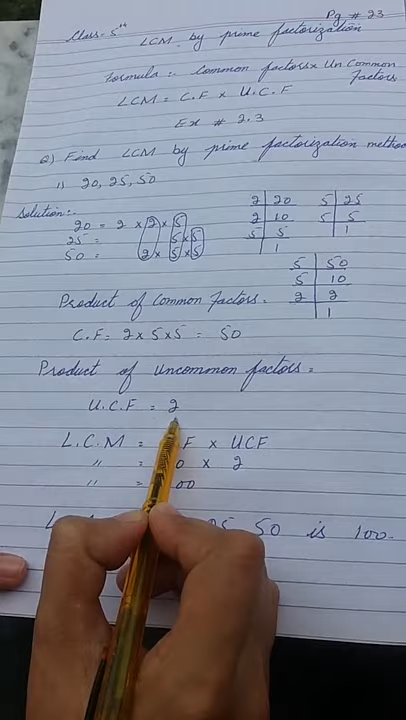 Pg # 23
Class:- 5th
LCM by prime factorization
Formula :- Common factors x Un Common Factors
LCM = C.F x U.C.F
Ex # 2.3
Q) Find LCM by prime factorization method
i) 20, 25, 50
Solution:-
20 = 2 x 2 x 5
25 = 5 x 5
50 = 2 x 5 x 5
2 | 20
2 | 10
5 | 5
1
5 | 25
5 | 5
1
5 | 50
5 | 10
2 | 2
1
Product of Common Factors.
C.F = 2 x 5 x 5 = 50
Product of Uncommon factors =
U.C.F = 2
L.C.M = F x UCF
" = 0 x 2
" = 00
L 25 50 is 100.